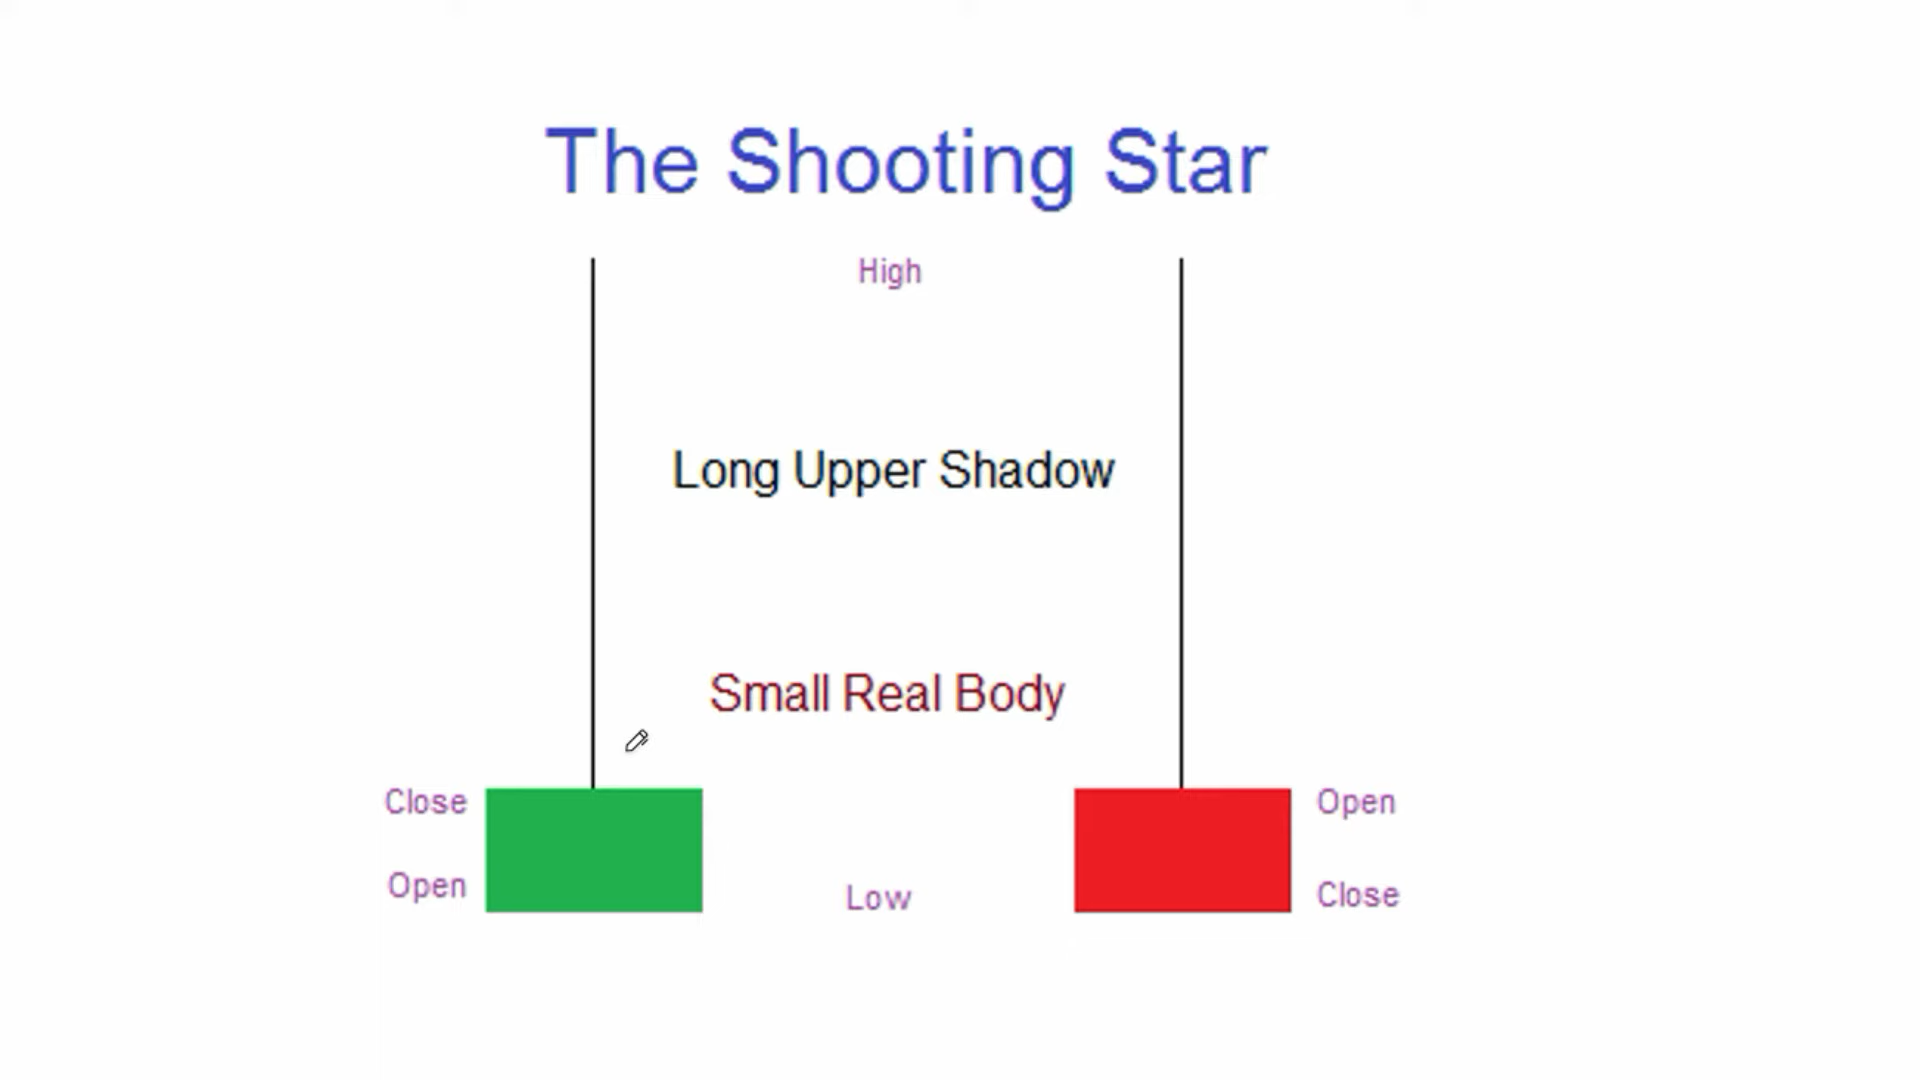 The Shooting Star
High
Long Upper Shadow
Small Real Body
Close
Open
Open
Low
Close